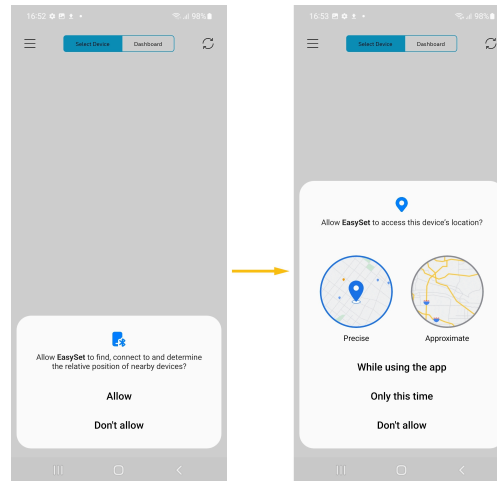 16:52
98%
Select Device
Dashboard
Allow EasySet to find, connect to and determine
the relative position of nearby devices?
Allow
Don't allow
16:53
98%
Select Device
Dashboard
Allow EasySet to access this device's location?
Precise
Approximate
While using the app
Only this time
Don't allow